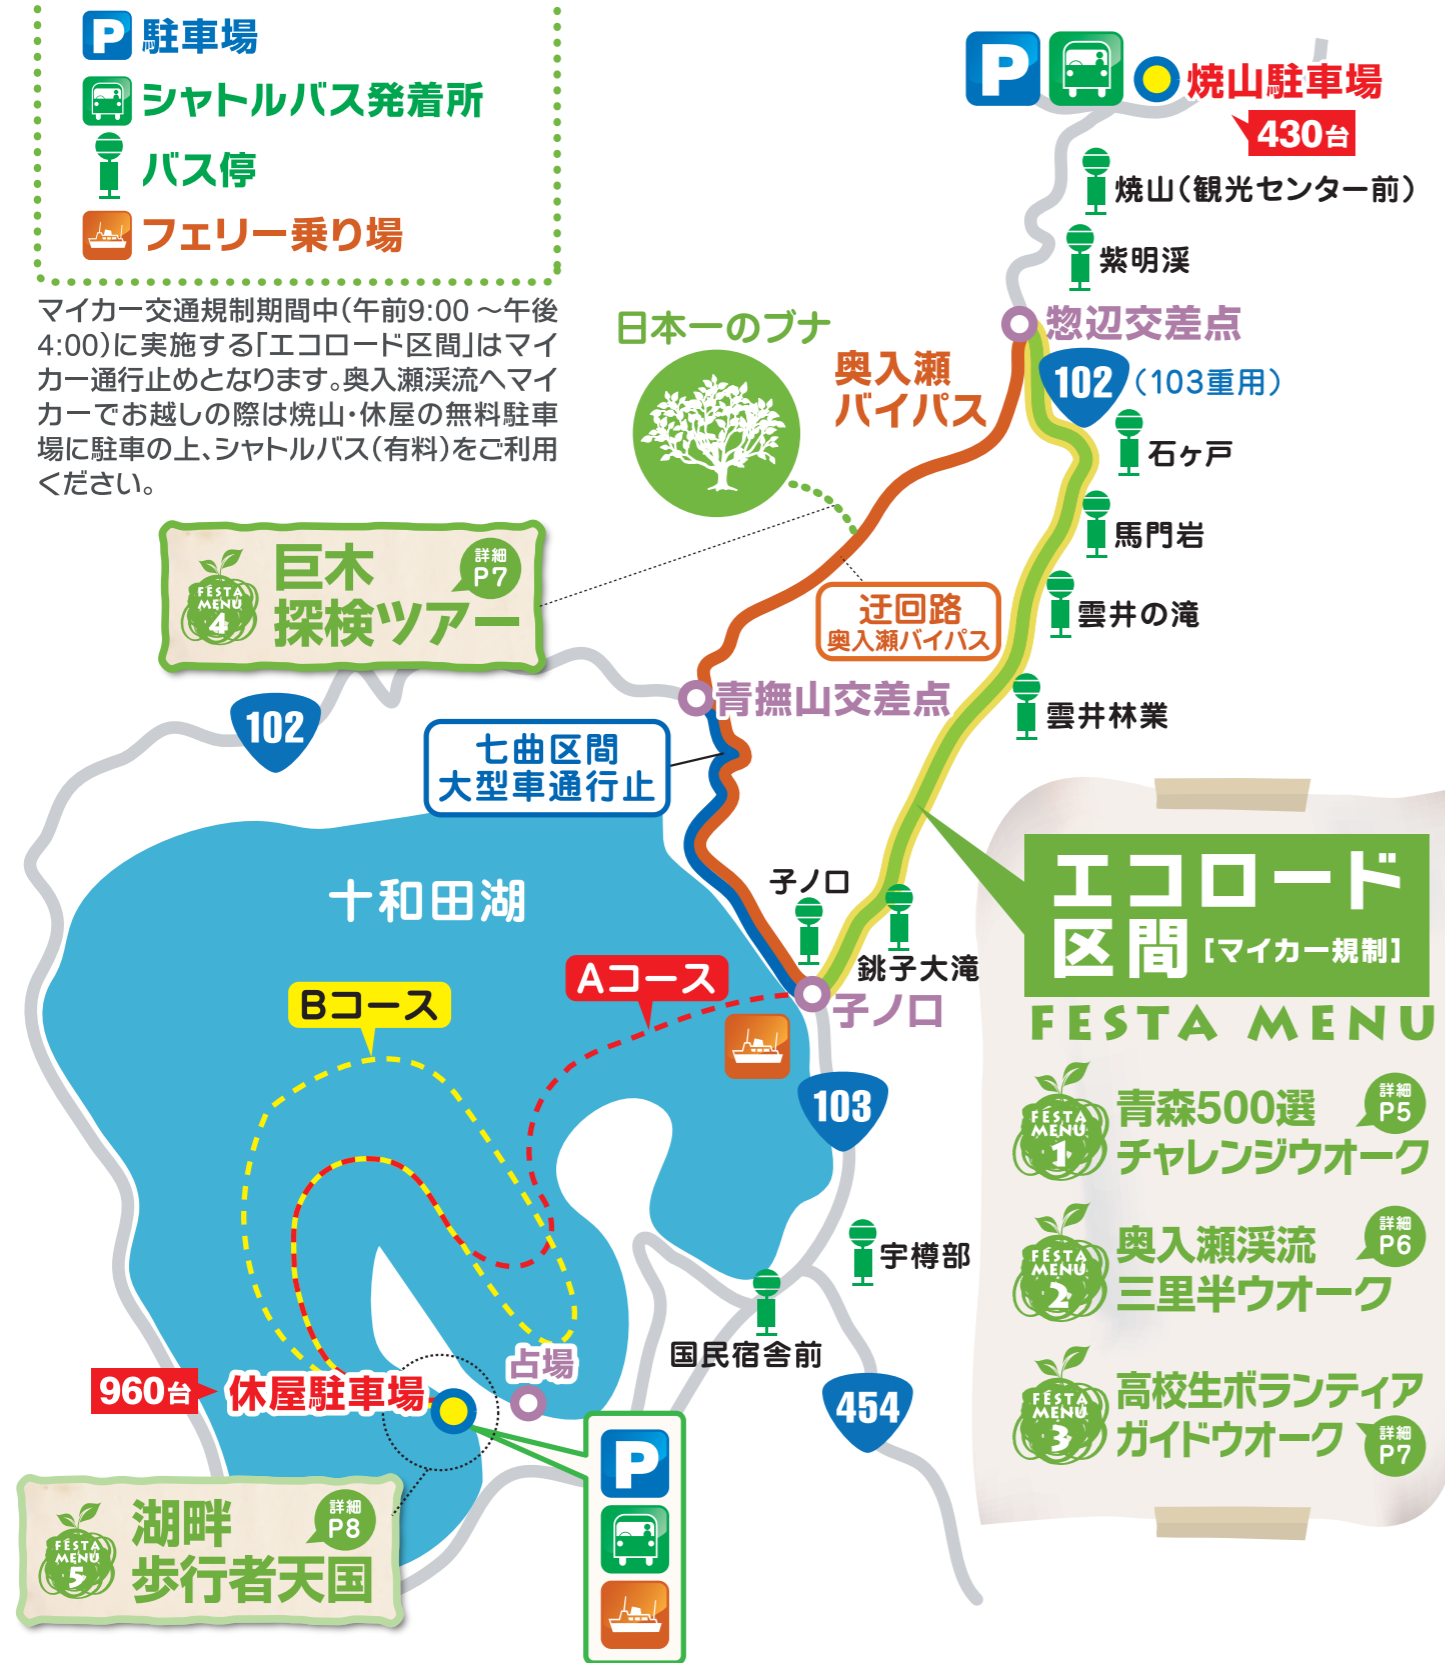 P 駐車場
シャトルバス発着所
バス停
フェリー乗り場
マイカー交通規制期間中(午前9:00 ～午後
4:00)に実施する「エコロード区間」はマイ
カー通行止めとなります。奥入瀬渓流へマイ
カーでお越しの際は焼山・休屋の無料駐車
場に駐車の上、シャトルバス(有料)をご利用
ください。
P
焼山駐車場
430台
焼山(観光センター前)
紫明渓
惣辺交差点
日本一のブナ
奥入瀬
バイパス
102
(103重用)
石ヶ戸
馬門岩
FESTA
MENU
4
巨木
探検ツアー
詳細
P7
迂回路
奥入瀬バイパス
雲井の滝
青撫山交差点
雲井林業
102
七曲区間
大型車通行止
エコロード
区間[マイカー規制]
子ノ口
十和田湖
銚子大滝
Aコース
Bコース
子ノ口
FESTA MENU
103
FESTA
MENU
1
青森500選
チャレンジウオーク
詳細
P5
FESTA
MENU
2
奥入瀬渓流
三里半ウオーク
詳細
P6
宇樽部
国民宿舎前
占場
960台
休屋駐車場
454
FESTA
MENU
3
高校生ボランティア
ガイドウオーク
詳細
P7
P
FESTA
MENU
5
湖畔
歩行者天国
詳細
P8